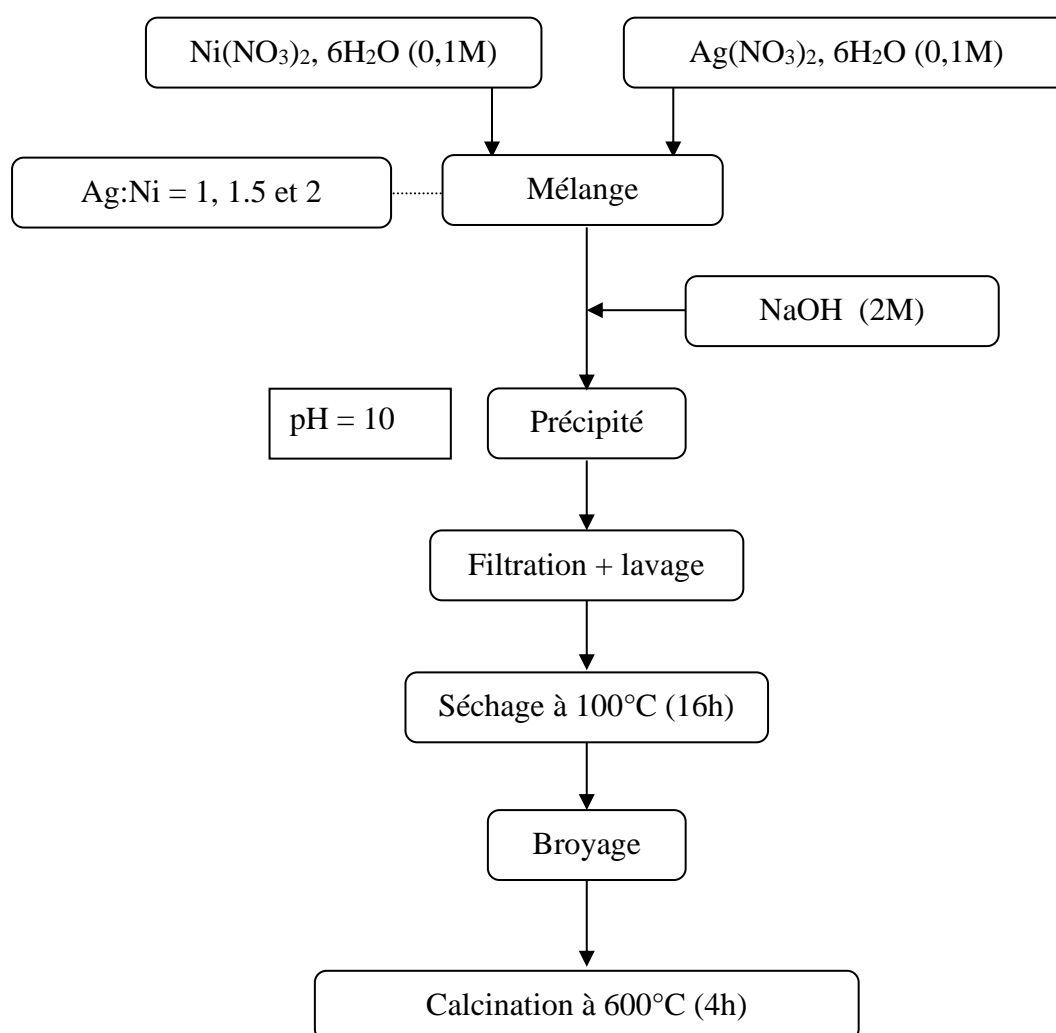 Ni(NO₃)₂, 6H₂O (0,1M)
Ag(NO₃)₂, 6H₂O (0,1M)
Ag:Ni = 1, 1.5 et 2
Mélange
NaOH (2M)
pH = 10
Précipité
Filtration + lavage
Séchage à 100°C (16h)
Broyage
Calcination à 600°C (4h)